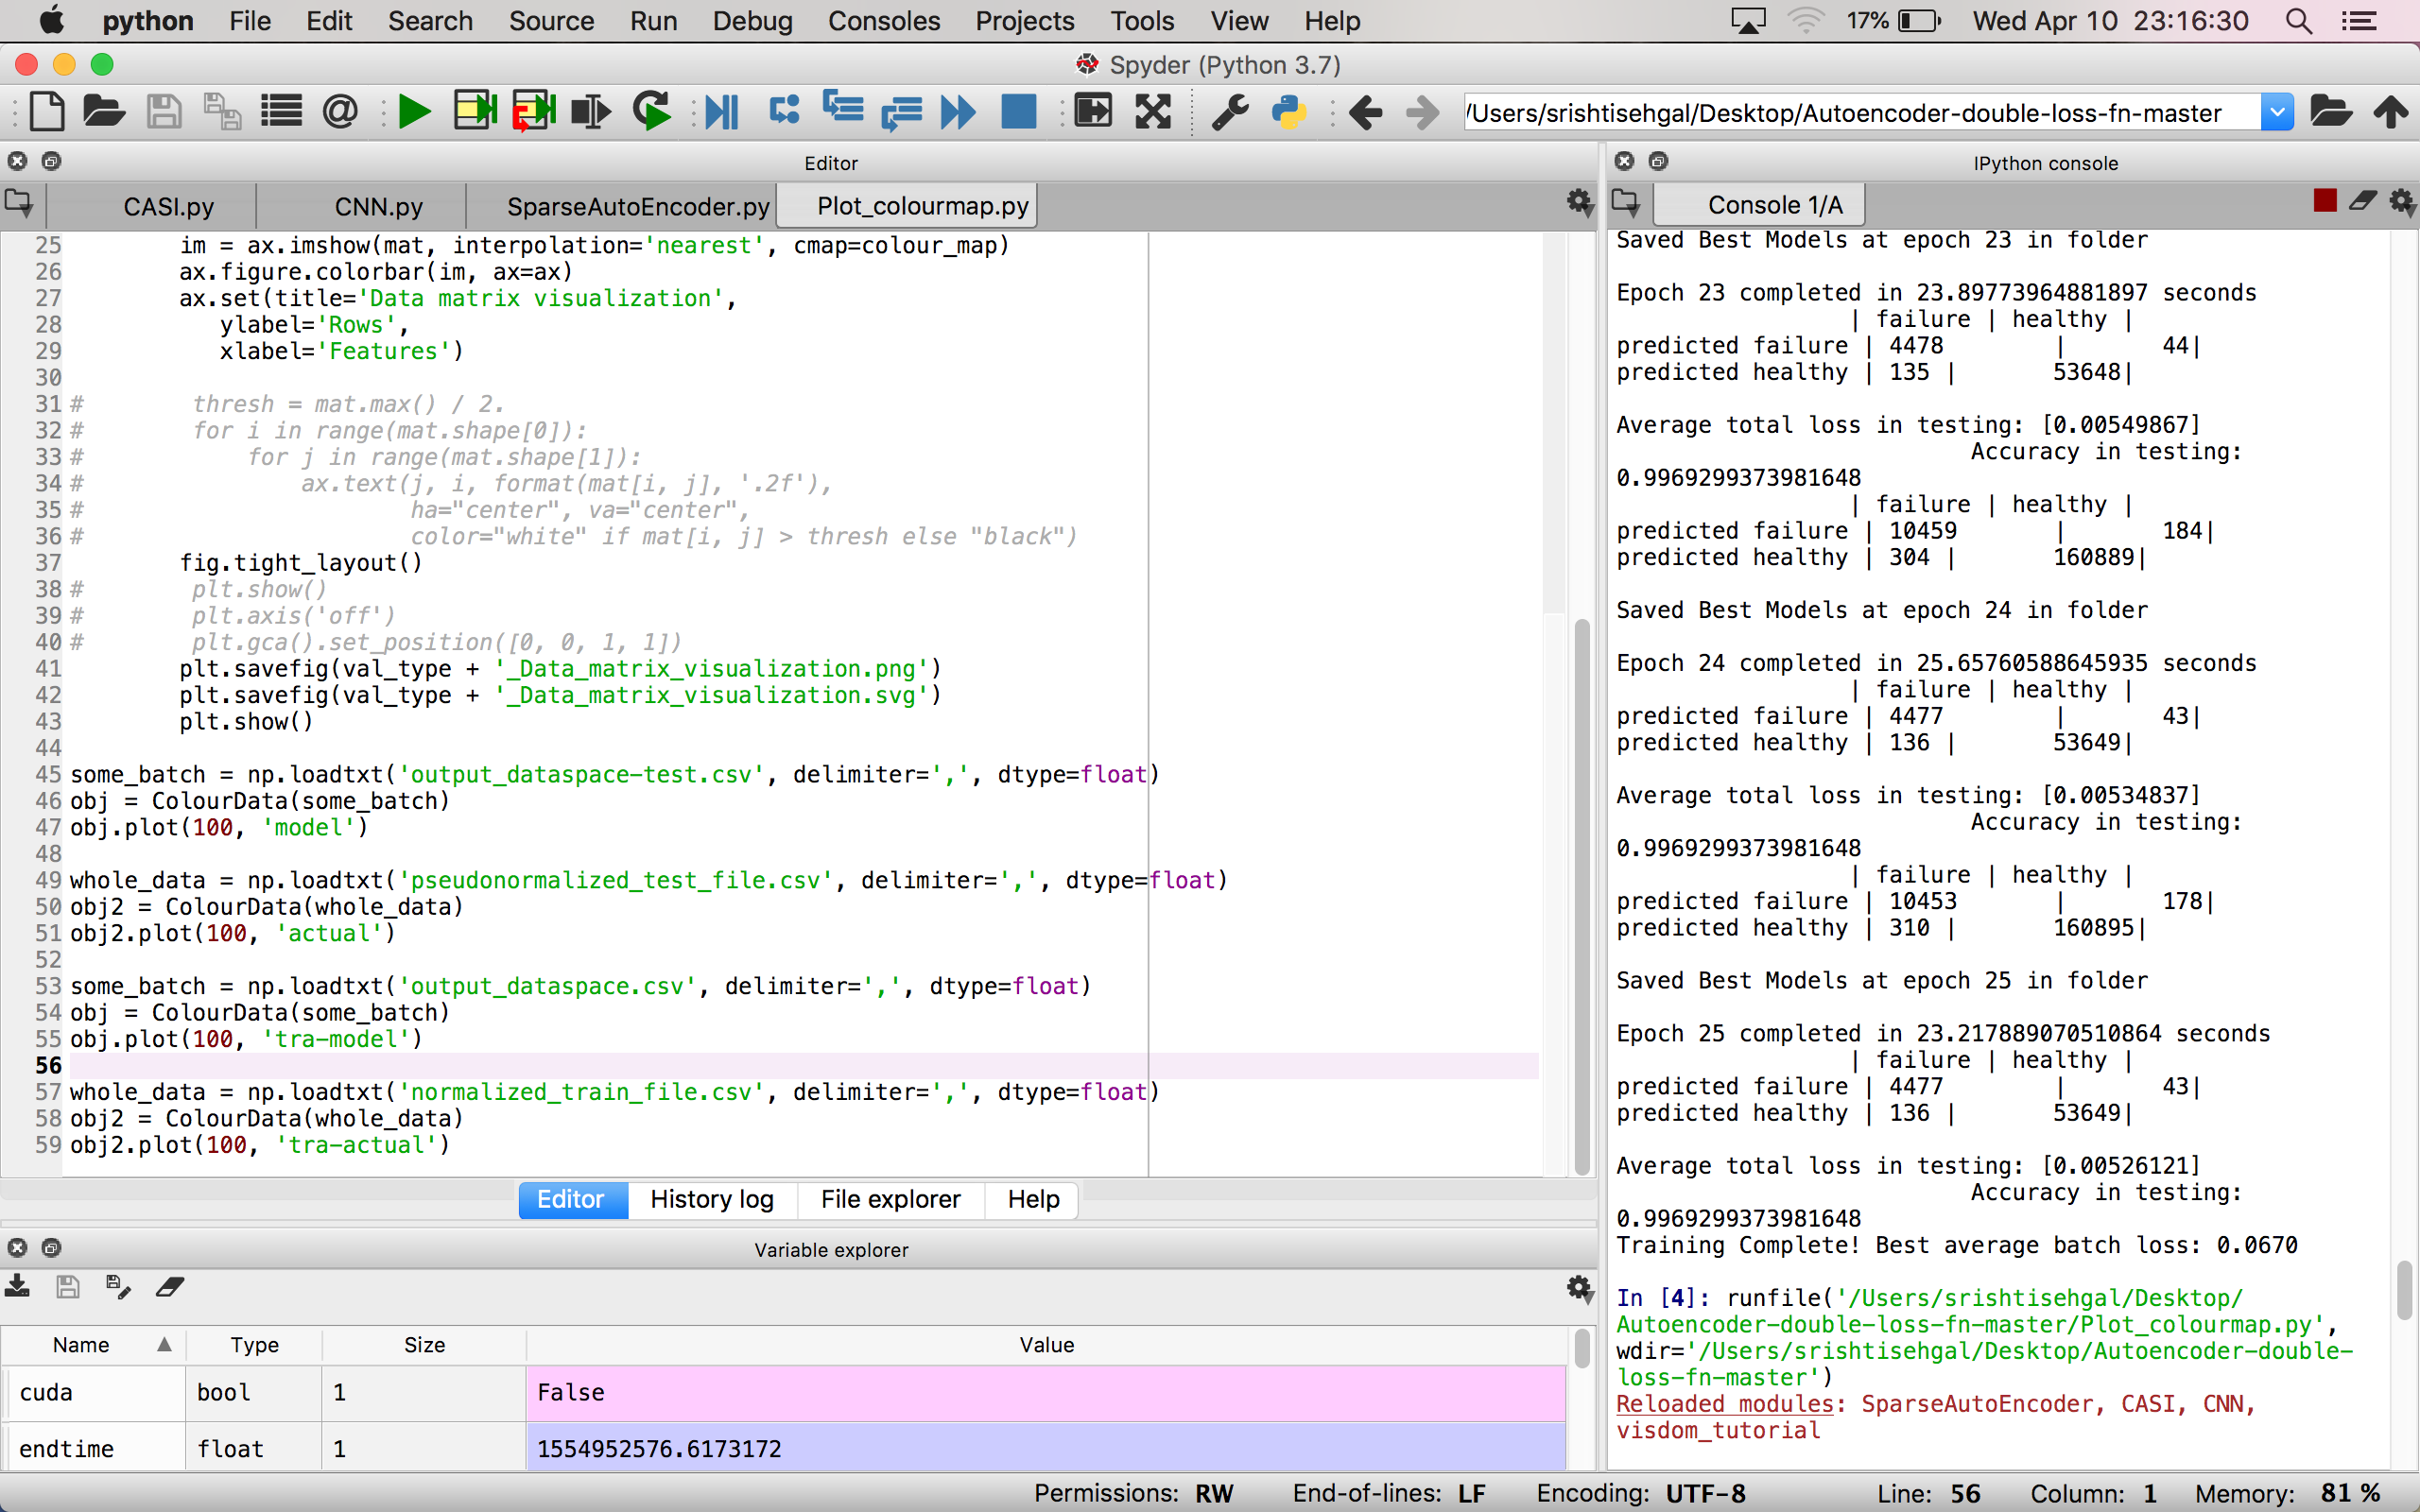 python File Edit Search Source Run Debug Consoles Projects Tools View Help 17% Wed Apr 10 23:16:30
Spyder (Python 3.7)
/Users/srishtisehgal/Desktop/Autoencoder-double-loss-fn-master
Editor
CASI.py CNN.py SparseAutoEncoder.py Plot_colourmap.py
25 im = ax.imshow(mat, interpolation='nearest', cmap=colour_map)
26 ax.figure.colorbar(im, ax=ax)
27 ax.set(title='Data matrix visualization',
28 ylabel='Rows',
29 xlabel='Features')
30
31 # thresh = mat.max() / 2.
32 # for i in range(mat.shape[0]):
33 # for j in range(mat.shape[1]):
34 # ax.text(j, i, format(mat[i, j], '.2f'),
35 # ha="center", va="center",
36 # color="white" if mat[i, j] > thresh else "black")
37 fig.tight_layout()
38 # plt.show()
39 # plt.axis('off')
40 # plt.gca().set_position([0, 0, 1, 1])
41 plt.savefig(val_type + '_Data_matrix_visualization.png')
42 plt.savefig(val_type + '_Data_matrix_visualization.svg')
43 plt.show()
44
45 some_batch = np.loadtxt('output_dataspace-test.csv', delimiter=',', dtype=float)
46 obj = ColourData(some_batch)
47 obj.plot(100, 'model')
48
49 whole_data = np.loadtxt('pseudonormalized_test_file.csv', delimiter=',', dtype=float)
50 obj2 = ColourData(whole_data)
51 obj2.plot(100, 'actual')
52
53 some_batch = np.loadtxt('output_dataspace.csv', delimiter=',', dtype=float)
54 obj = ColourData(some_batch)
55 obj.plot(100, 'tra-model')
56
57 whole_data = np.loadtxt('normalized_train_file.csv', delimiter=',', dtype=float)
58 obj2 = ColourData(whole_data)
59 obj2.plot(100, 'tra-actual')
Editor History log File explorer Help
Variable explorer
Name Type Size Value
cuda bool 1 False
endtime float 1 1554952576.6173172
IPython console
Console 1/A
Saved Best Models at epoch 23 in folder
Epoch 23 completed in 23.89773964881897 seconds
| failure | healthy |
predicted failure | 4478 | 44|
predicted healthy | 135 | 53648|
Average total loss in testing: [0.00549867]
Accuracy in testing:
0.9969299373981648
| failure | healthy |
predicted failure | 10459 | 184|
predicted healthy | 304 | 160889|
Saved Best Models at epoch 24 in folder
Epoch 24 completed in 25.65760588645935 seconds
| failure | healthy |
predicted failure | 4477 | 43|
predicted healthy | 136 | 53649|
Average total loss in testing: [0.00534837]
Accuracy in testing:
0.9969299373981648
| failure | healthy |
predicted failure | 10453 | 178|
predicted healthy | 310 | 160895|
Saved Best Models at epoch 25 in folder
Epoch 25 completed in 23.217889070510864 seconds
| failure | healthy |
predicted failure | 4477 | 43|
predicted healthy | 136 | 53649|
Average total loss in testing: [0.00526121]
Accuracy in testing:
0.9969299373981648
Training Complete! Best average batch loss: 0.0670
In [4]: runfile('/Users/srishtisehgal/Desktop/
Autoencoder-double-loss-fn-master/Plot_colourmap.py',
wdir='/Users/srishtisehgal/Desktop/Autoencoder-double-
loss-fn-master')
Reloaded modules: SparseAutoEncoder, CASI, CNN,
visdom_tutorial
Permissions: RW End-of-lines: LF Encoding: UTF-8 Line: 56 Column: 1 Memory: 81 %